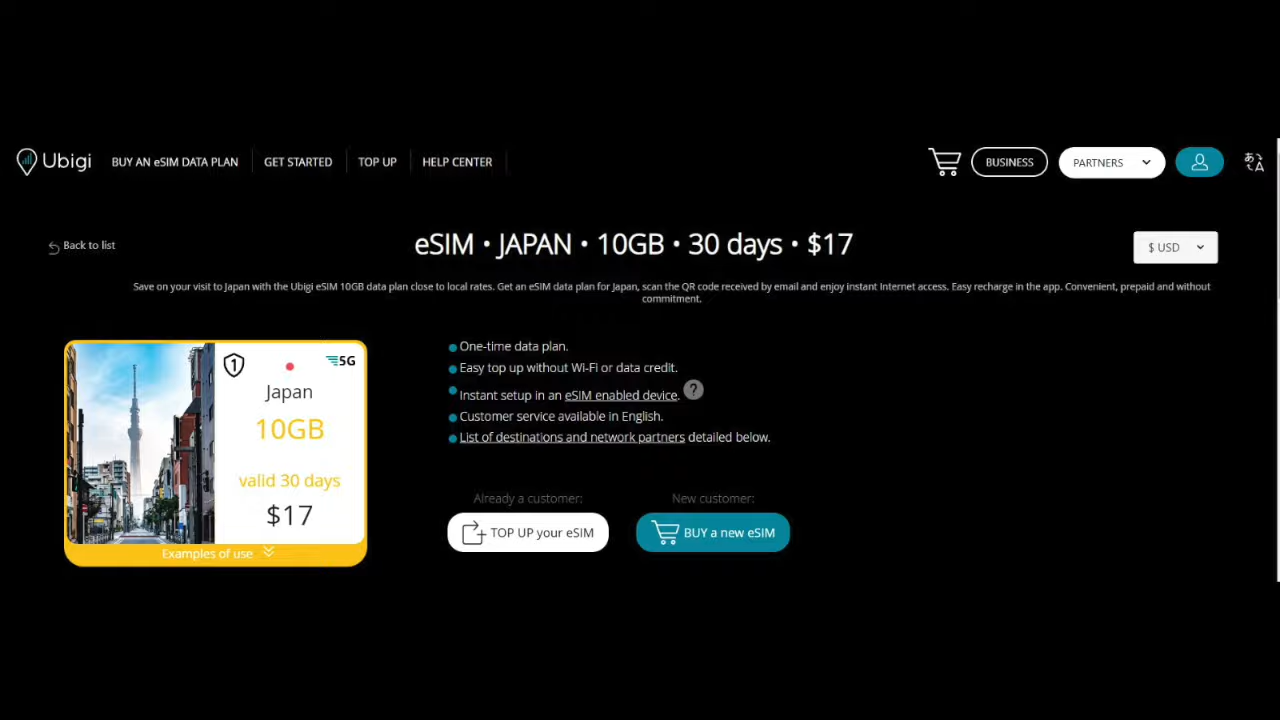 Ubigi
BUY AN eSIM DATA PLAN
GET STARTED
TOP UP
HELP CENTER
BUSINESS
PARTNERS
あ
A
Back to list
eSIM • JAPAN • 10GB • 30 days • $17
$ USD
Save on your visit to Japan with the Ubigi eSIM 10GB data plan close to local rates. Get an eSIM data plan for Japan, scan the QR code received by email and enjoy instant Internet access. Easy recharge in the app. Convenient, prepaid and without
commitment.
1
5G
Japan
10GB
valid 30 days
$17
Examples of use
One-time data plan.
Easy top up without Wi-Fi or data credit.
Instant setup in an eSIM enabled device. ?
Customer service available in English.
List of destinations and network partners detailed below.
Already a customer:
TOP UP your eSIM
New customer:
BUY a new eSIM